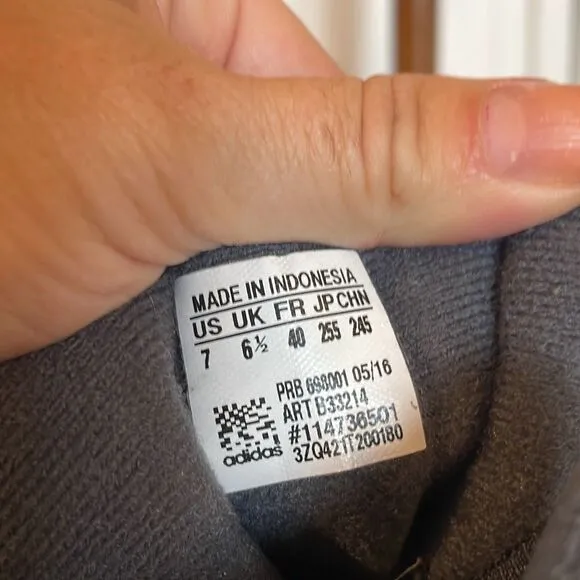 MADE IN INDONESIA
US UK FR JP CHN
7 6½ 40 255 245
PRB 698001 05/16
ART B33214
#114736501
3ZQ421T200180
adidas